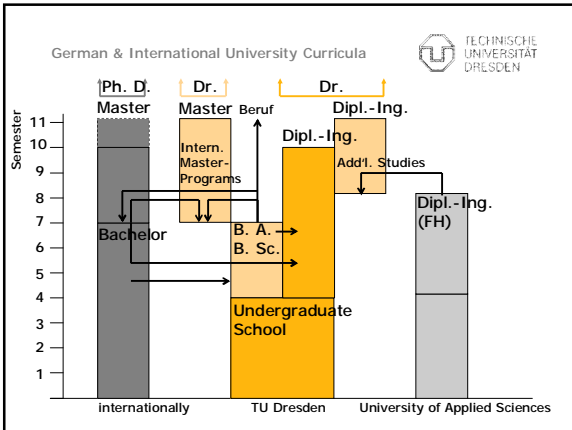 German & International University Curricula
TECHNISCHE
UNIVERSITÄT
DRESDEN
Ph. D.
Dr.
Dr.
Master
Master
Beruf
Dipl.-Ing.
Semester
11
10
9
8
7
6
5
4
3
2
1
Dipl.-Ing.
Intern.
Master-
Programs
Add'l. Studies
Dipl.-Ing.
(FH)
Bachelor
B. A.
B. Sc.
Undergraduate
School
internationally
TU Dresden
University of Applied Sciences